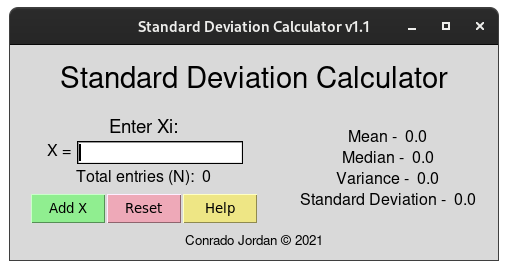 Standard Deviation Calculator v1.1
Standard Deviation Calculator
Enter Xi:
X =
Total entries (N): 0
Add X
Reset
Help
Mean - 0.0
Median - 0.0
Variance - 0.0
Standard Deviation - 0.0
Conrado Jordan © 2021